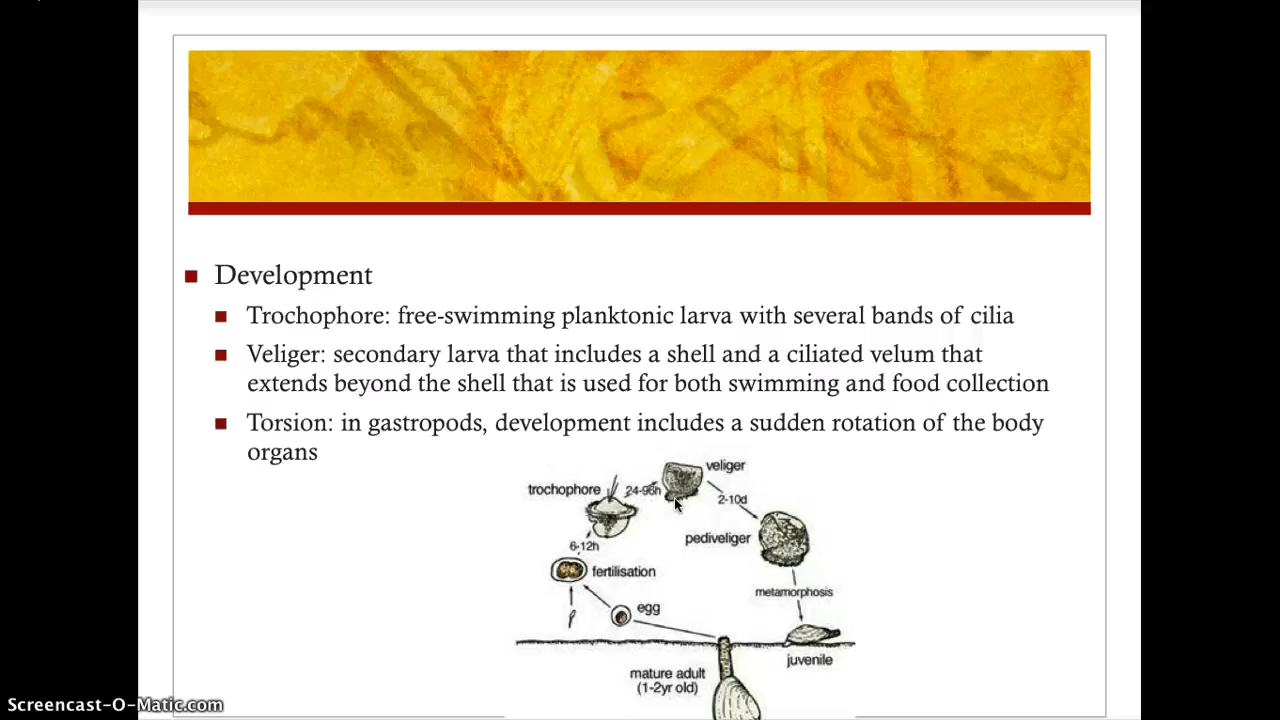 Development
Trochophore: free-swimming planktonic larva with several bands of cilia
Veliger: secondary larva that includes a shell and a ciliated velum that
extends beyond the shell that is used for both swimming and food collection
Torsion: in gastropods, development includes a sudden rotation of the body
organs
veliger
trochophore
24-96h
2-10d
pediveliger
6-12h
fertilisation
metamorphosis
egg
juvenile
mature adult
(1-2yr old)
Screencast-O-Matic.com